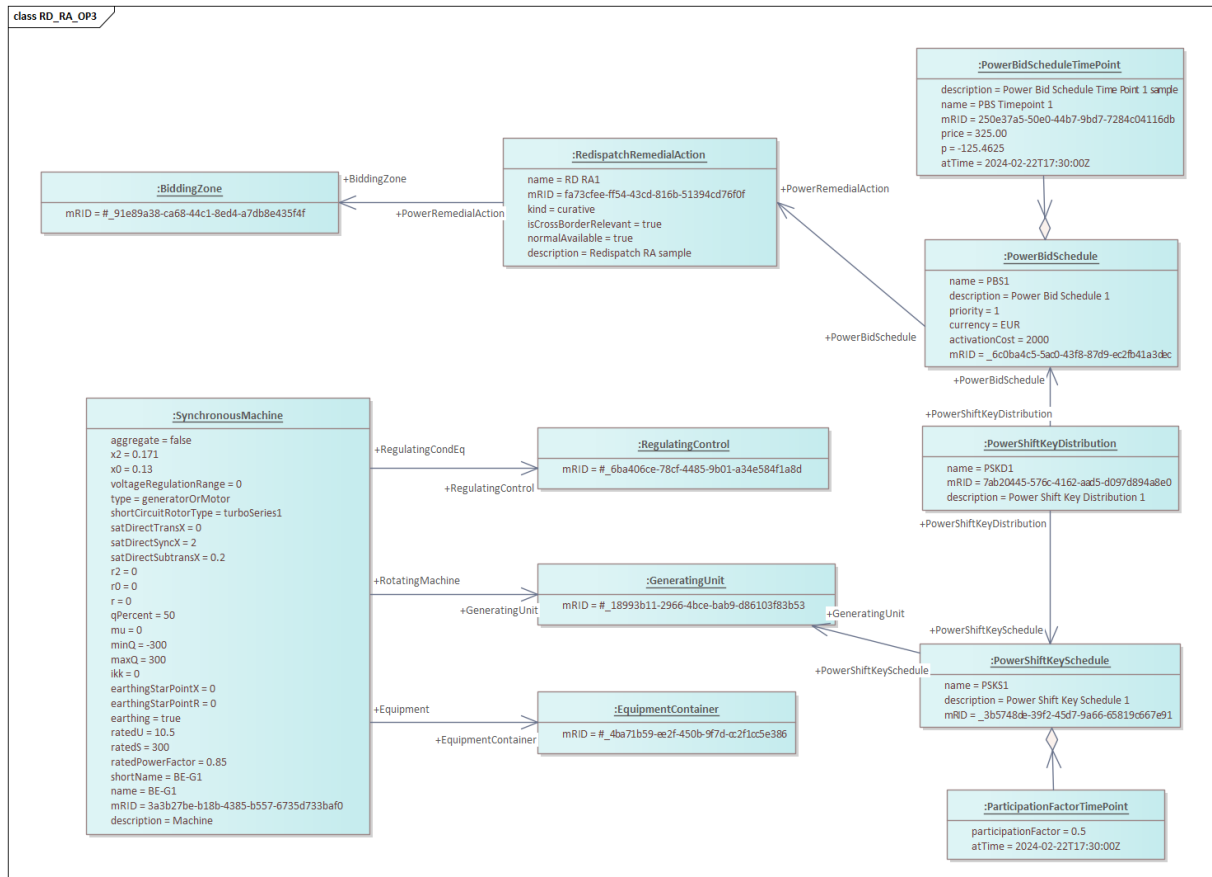 class RD_RA_OP3
:PowerBidScheduleTimePoint
description = Power Bid Schedule Time Point 1 sample
name = PBS Timepoint 1
mRID = 250e37a5-50e0-44b7-9bd7-7284c04116db
price = 325.00
p = -125.4625
atTime = 2024-02-22T17:30:00Z
:RedispatchRemedialAction
name = RD RA1
mRID = fa73cfee-ff54-43cd-816b-51394cd76f0f
kind = curative
isCrossBorderRelevant = true
normalAvailable = true
description = Redispatch RA sample
+BiddingZone
+PowerRemedialAction
:BiddingZone
mRID = #_91e89a38-ca68-44c1-8ed4-a7db8e435f4f
+PowerRemedialAction
+PowerBidSchedule
:PowerBidSchedule
name = PBS1
description = Power Bid Schedule 1
priority = 1
currency = EUR
activationCost = 2000
mRID = _6c0ba4c5-5ac0-43f8-87d9-ec2fb41a3dec
+PowerBidSchedule
+PowerShiftKeyDistribution
:PowerShiftKeyDistribution
name = PSKD1
mRID = 7ab20445-576c-4162-aad5-d097d894a8e0
description = Power Shift Key Distribution 1
+PowerShiftKeyDistribution
+PowerShiftKeySchedule
:SynchronousMachine
aggregate = false
x2 = 0.171
x0 = 0.13
voltageRegulationRange = 0
type = generatorOrMotor
shortCircuitRotorType = turboSeries1
satDirectTransX = 0
satDirectSyncX = 2
satDirectSubtransX = 0.2
r2 = 0
r0 = 0
r = 0
qPercent = 50
mu = 0
minQ = -300
maxQ = 300
ikk = 0
earthingStarPointX = 0
earthingStarPointR = 0
earthing = true
ratedU = 10.5
ratedS = 300
ratedPowerFactor = 0.85
shortName = BE-G1
name = BE-G1
mRID = 3a3b27be-b18b-4385-b557-6735d733baf0
description = Machine
+RegulatingCondEq
+RegulatingControl
:RegulatingControl
mRID = #_6ba406ce-78cf-4485-9b01-a34e584f1a8d
+RotatingMachine
+GeneratingUnit
:GeneratingUnit
mRID = #_18993b11-2966-4bce-bab9-d86103f83b53
+GeneratingUnit
+PowerShiftKeySchedule
+Equipment
+EquipmentContainer
:EquipmentContainer
mRID = #_4ba71b59-ee2f-450b-9f7d-cc2f1cc5e386
:PowerShiftKeySchedule
name = PSKS1
description = Power Shift Key Schedule 1
mRID = _3b5748de-39f2-45d7-9a66-65819c667e91
:ParticipationFactorTimePoint
participationFactor = 0.5
atTime = 2024-02-22T17:30:00Z